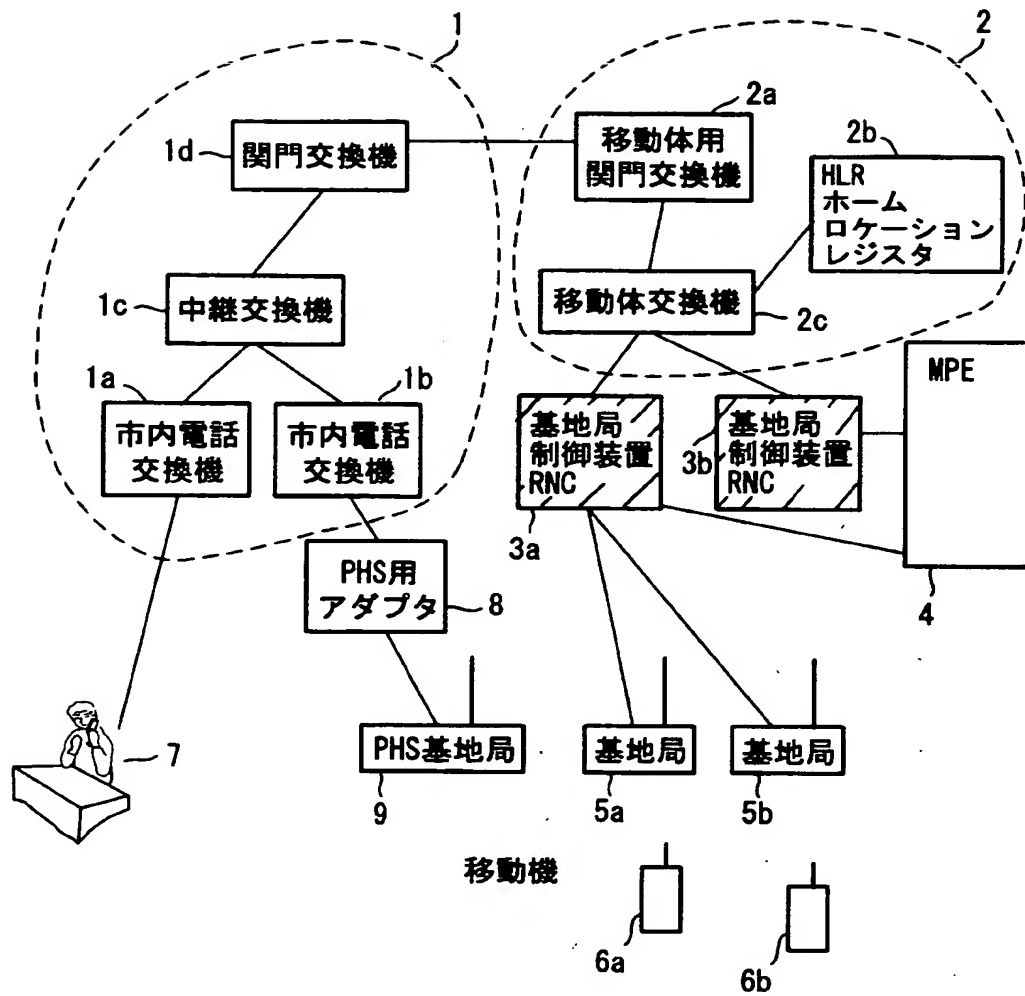 1
2
2a
1d
関門交換機
移動体用
関門交換機
2b
HLR
ホーム
ロケーション
レジスタ
1c
中継交換機
移動体交換機
2c
1a
1b
市内電話
交換機
市内電話
交換機
基地局
制御装置
RNC
3a
3b
基地局
制御装置
RNC
MPE
4
PHS用
アダプタ
8
7
PHS基地局
9
基地局
5a
基地局
5b
移動機
6a
6b